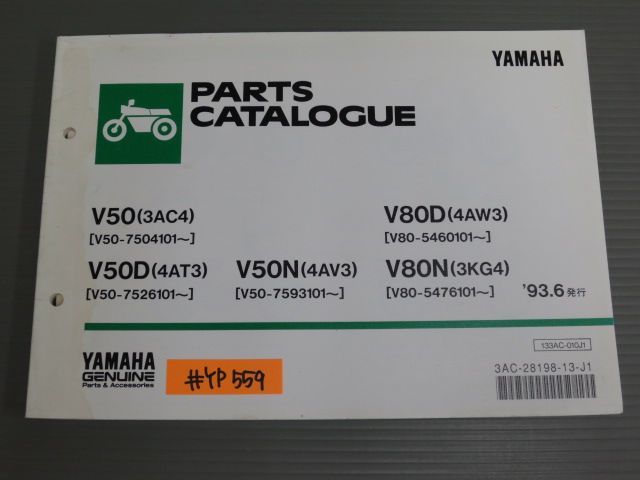 YAMAHA
PARTS
CATALOGUE
V50(3AC4)
[V50-7504101~]
V80D(4AW3)
[V80-5460101~]
V50D(4AT3)
[V50-7526101~]
V50N(4AV3)
[V50-7593101~]
V80N(3KG4)
[V80-5476101~]
'93.6発行
133AC-010J1
YAMAHA
GENUINE
Parts & Accessories
#YP559
3AC-28198-13-J1